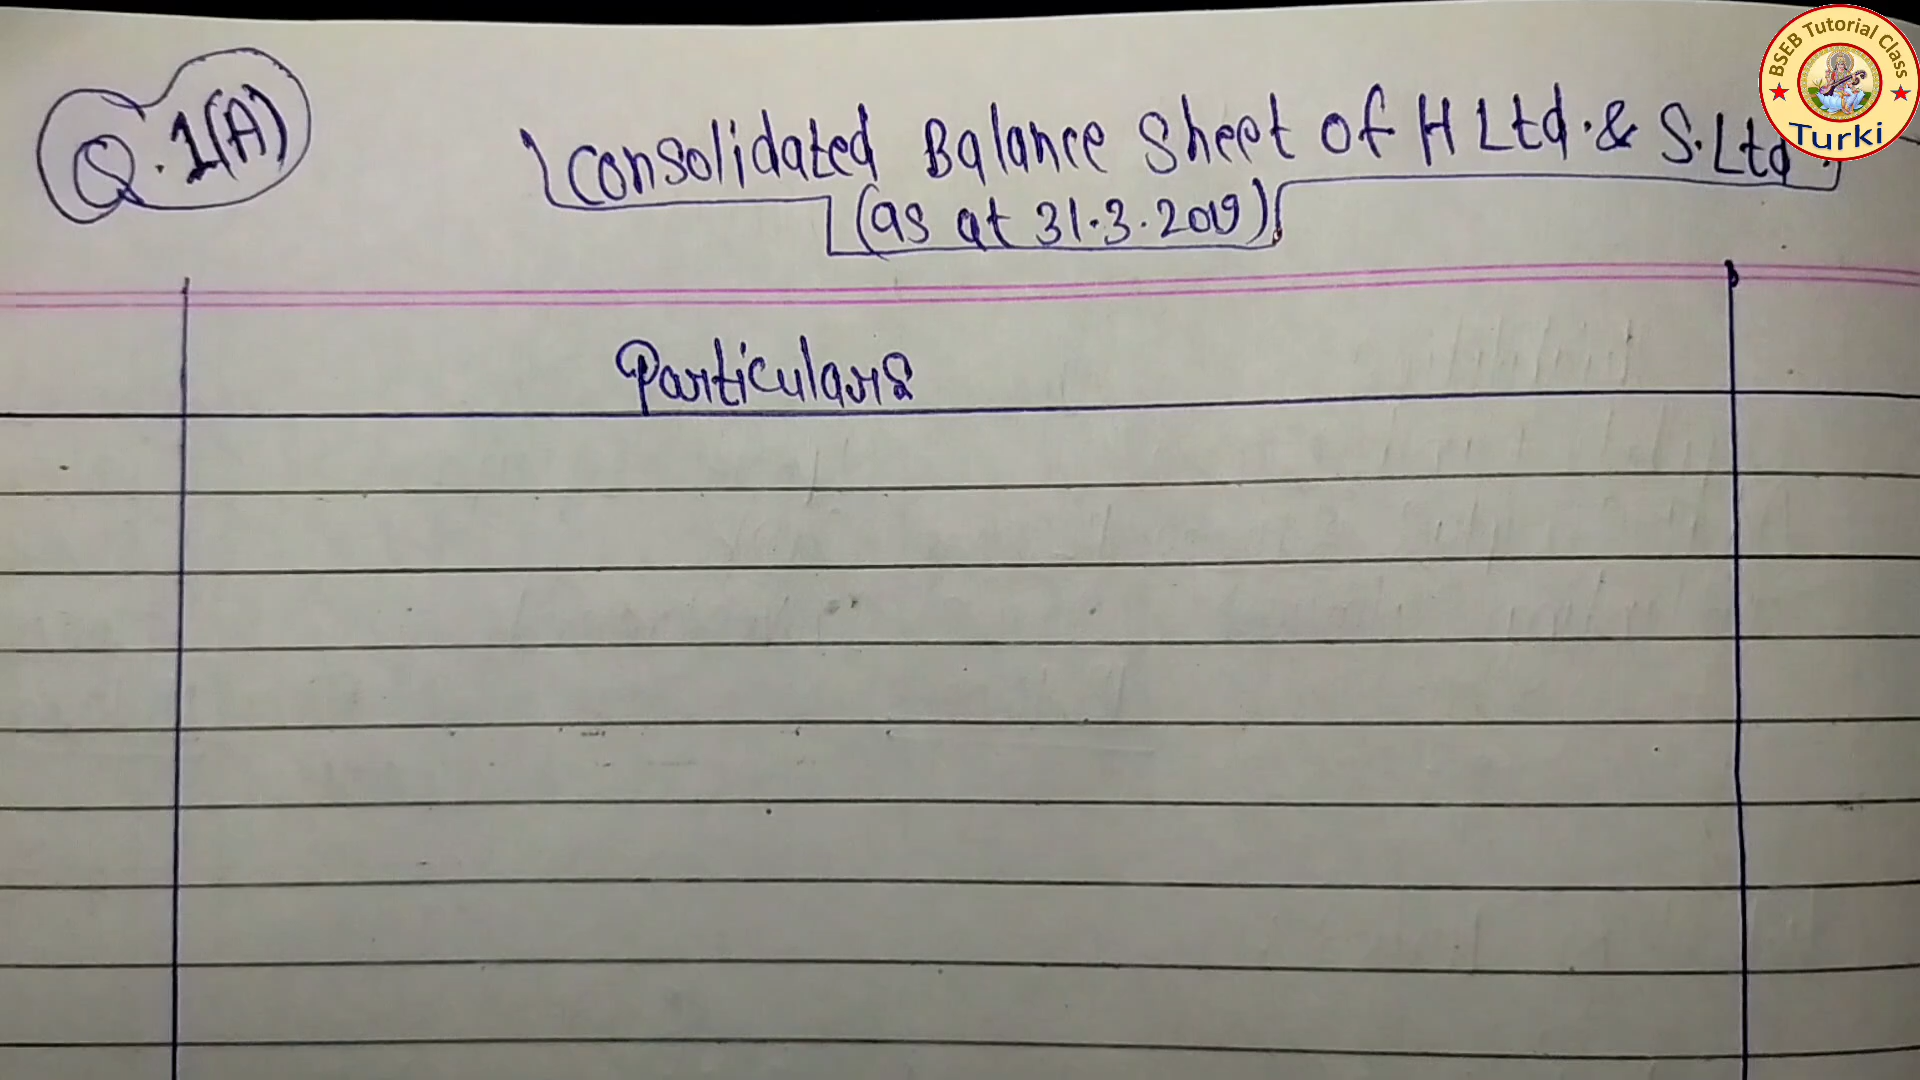 Q.1(A)
Consolidated Balance Sheet of H Ltd. & S.Ltd.
(as at 31.3.2019)
Particulars
BSEB Tutorial Class
Turki